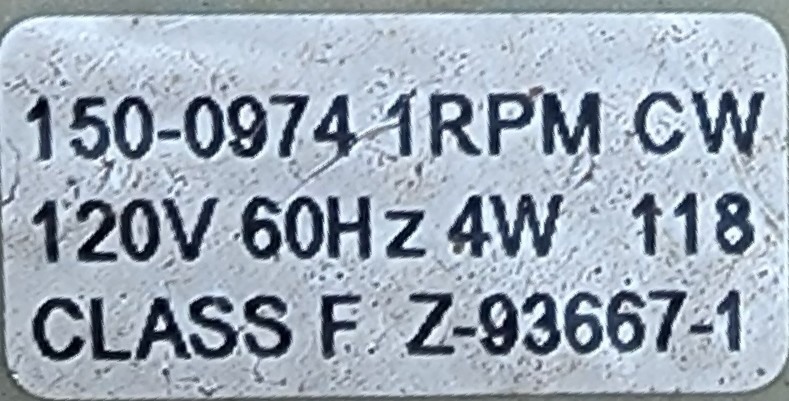 150-0974 1RPM CW
120V 60Hz 4W 118
CLASS F Z-93667-1